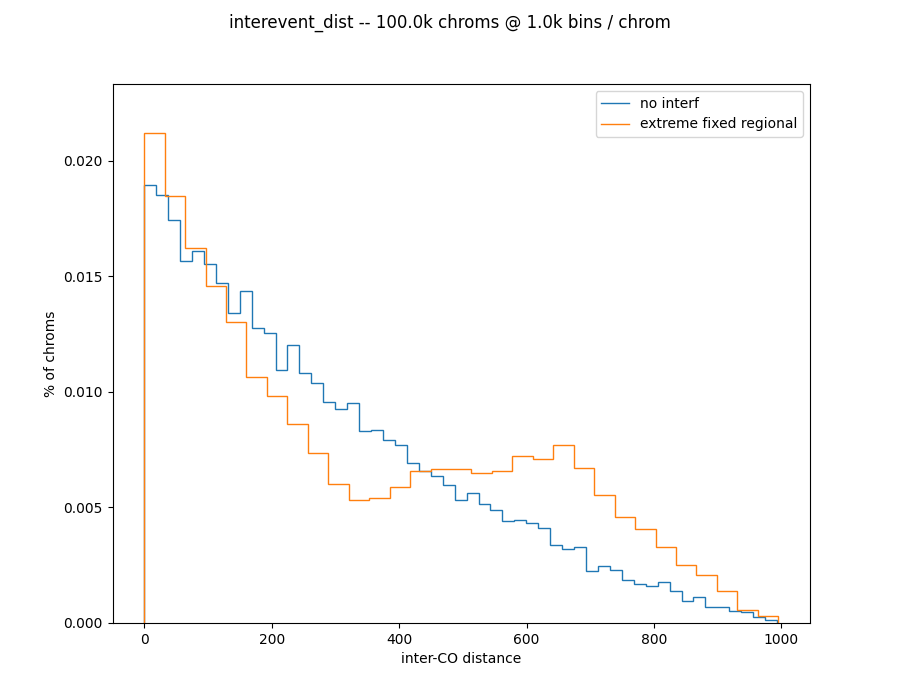 interevent_dist -- 100.0k chroms @ 1.0k bins / chrom
no interf
extreme fixed regional
0.020
0.015
0.010
0.005
0.000
% of chroms
0 200 400 600 800 1000
inter-CO distance